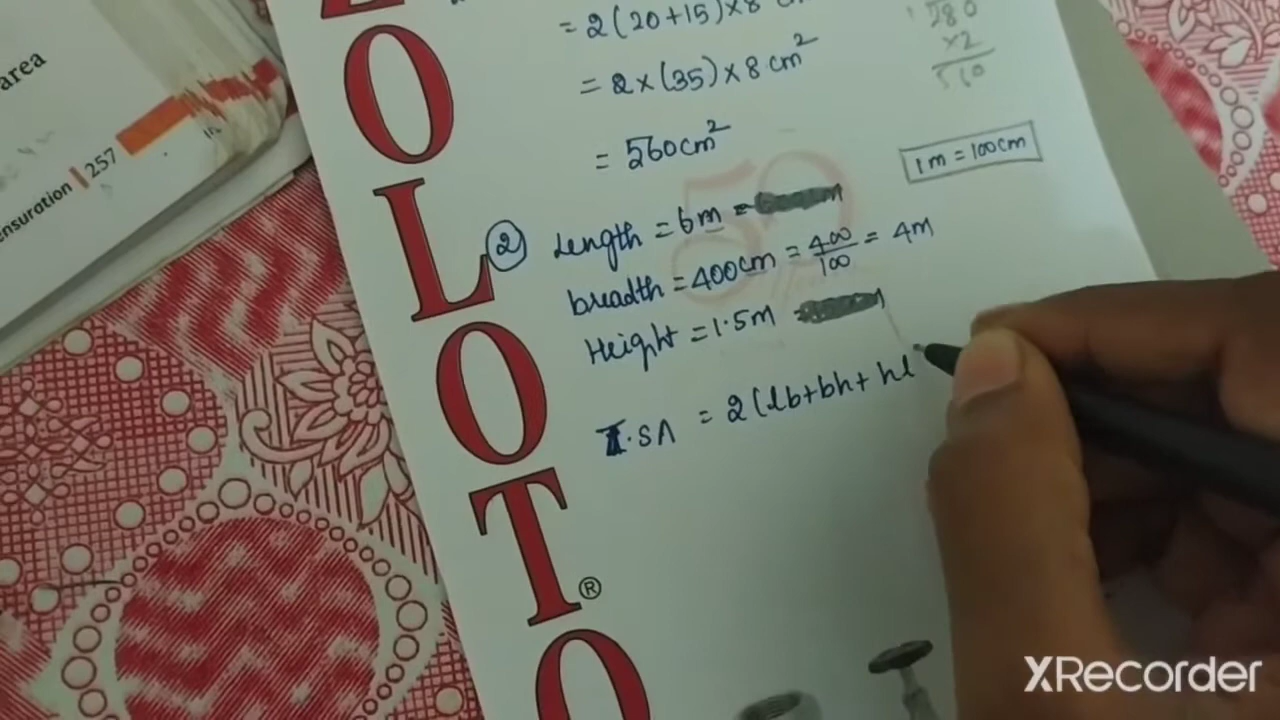 area
ensuration | 257
ZOLOTO
®
= 2(20+15)×8 cm
= 2×(35)×8 cm²
= 560cm²
280
×2
560
1m = 100cm
② Length = 6m =
breadth = 400cm = 400/100 = 4m
Height = 1.5m =
T.SA = 2(lb+bh+hl
XRecorder